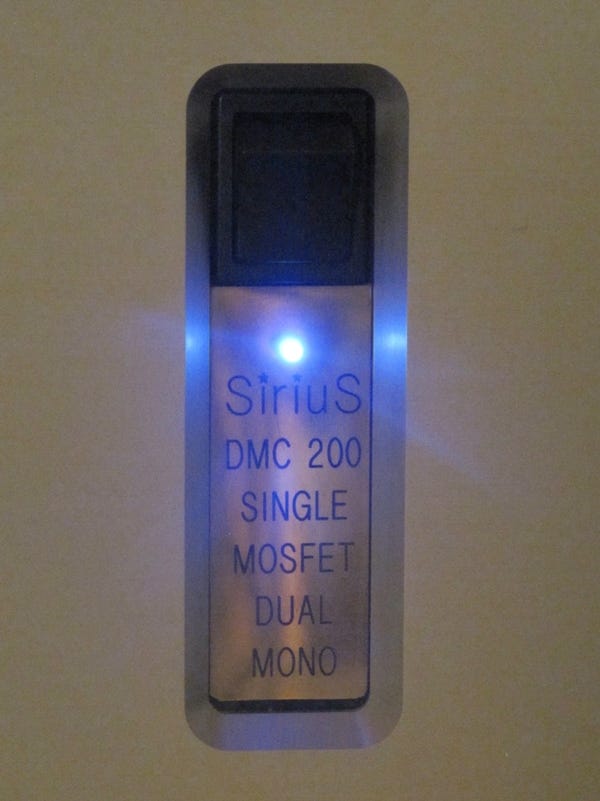 SiriuS
DMC 200
SINGLE
MOSFET
DUAL
MONO